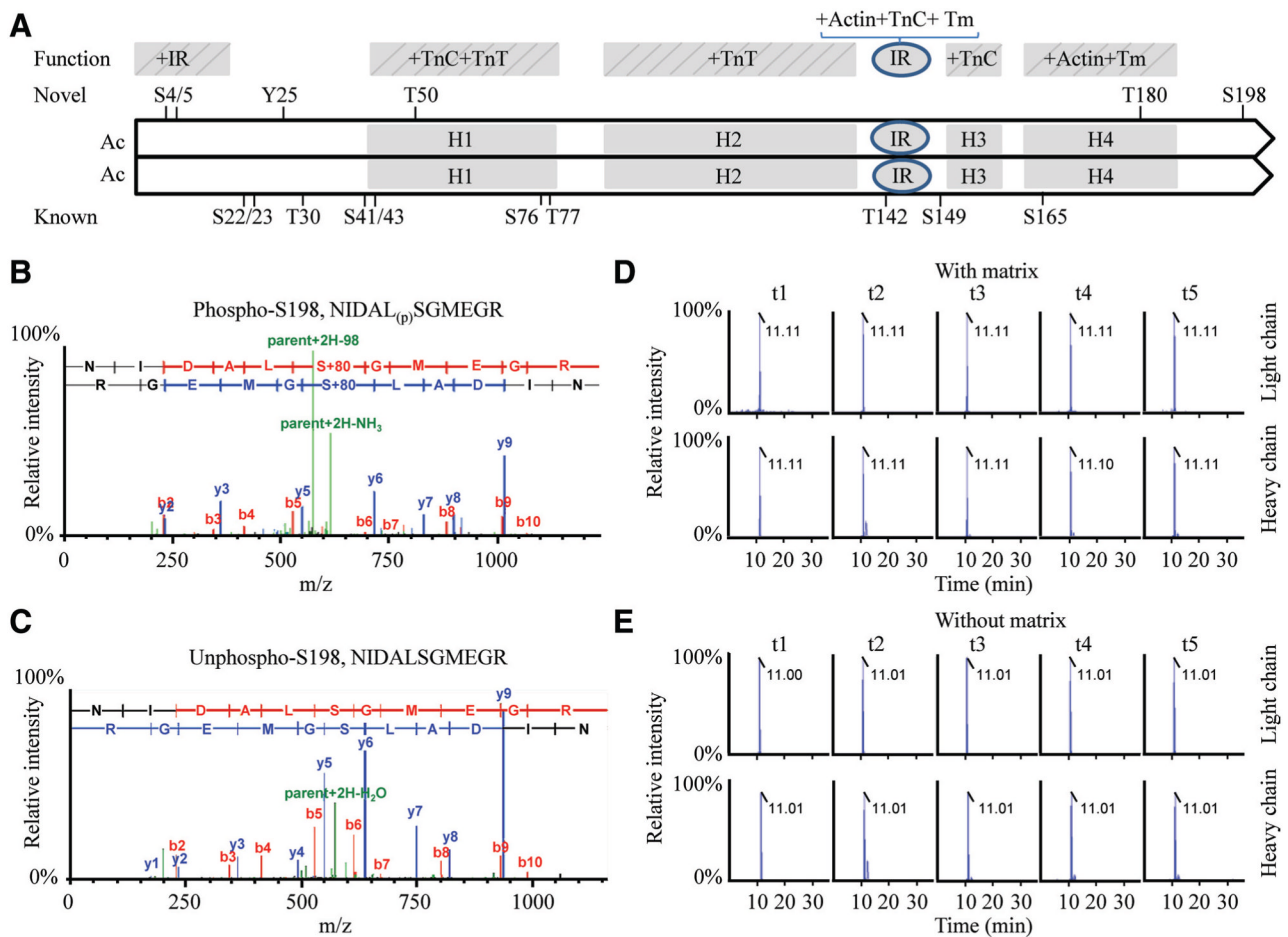 A
+Actin+TnC+ Tm
Function +IR +TnC+TnT +TnT IR +TnC +Actin+Tm
Novel S4/5 Y25 T50 T180 S198
Ac H1 H2 IR H3 H4
Ac H1 H2 IR H3 H4
Known S22/23 T30 S41/43 S76 T77 T142 S149 S165
B
Phospho-S198, NIDAL(p)SGMEGR
100%
parent+2H-98
N I D A L S+80 G M E G R
R G E M G S+80 L A D I N
parent+2H-NH3
Relative intensity
b2 y2 b3 y3 b4 b5 y5 b6 y6 b7 y7 b8 y8 b9 y9 b10
0%
0 250 500 750 1000
m/z
C
Unphospho-S198, NIDALSGMEGR
100%
y9
N I D A L S G M E G R
R G E M G S L A D I N
parent+2H-H2O
Relative intensity
y1 b2 y2 b3 y3 b4 y4 b5 y5 b6 y6 b7 y7 b8 y8 b9 b10
0%
0 250 500 750 1000
m/z
D
With matrix
t1 t2 t3 t4 t5
100%
11.11 11.11 11.11 11.11 11.11
0%
Light chain
Relative intensity
100%
11.11 11.11 11.11 11.10 11.11
0%
Heavy chain
10 20 30 10 20 30 10 20 30 10 20 30 10 20 30
Time (min)
E
Without matrix
t1 t2 t3 t4 t5
100%
11.00 11.01 11.01 11.01 11.01
0%
Light chain
Relative intensity
100%
11.01 11.01 11.01 11.01 11.01
0%
Heavy chain
10 20 30 10 20 30 10 20 30 10 20 30 10 20 30
Time (min)